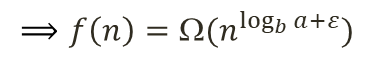 ⟹ f(n) = Ω(n^{log_b a+ε})